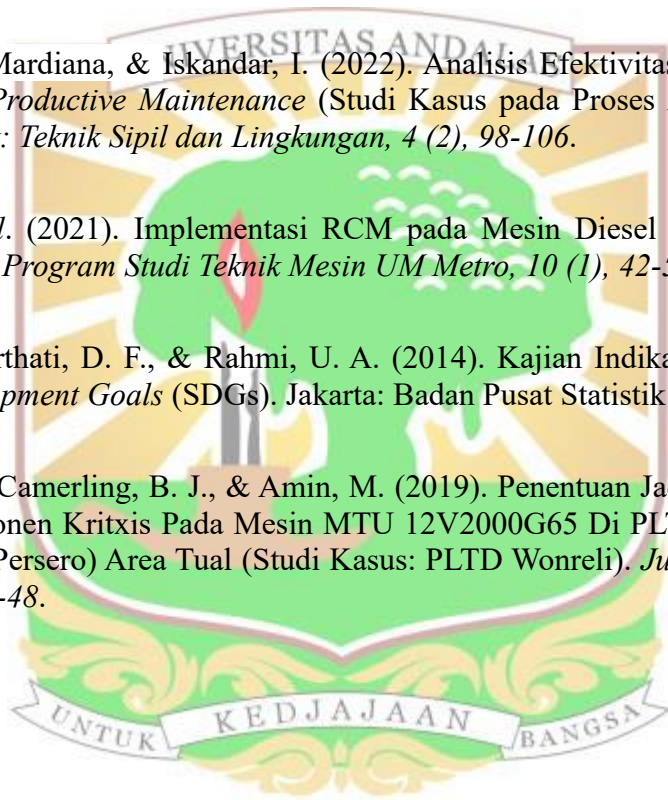 UNIVERSITAS ANDALAS
Mardiana, & Iskandar, I. (2022). Analisis Efektivitas
Productive Maintenance (Studi Kasus pada Proses
: Teknik Sipil dan Lingkungan, 4 (2), 98-106.
l. (2021). Implementasi RCM pada Mesin Diesel
Program Studi Teknik Mesin UM Metro, 10 (1), 42-5
rthati, D. F., & Rahmi, U. A. (2014). Kajian Indika
pment Goals (SDGs). Jakarta: Badan Pusat Statistik
Camerling, B. J., & Amin, M. (2019). Penentuan Ja
onen Kritxis Pada Mesin MTU 12V2000G65 Di PLT
Persero) Area Tual (Studi Kasus: PLTD Wonreli). Ju
-48.
UNTUK KEDJAJAAN BANGSA